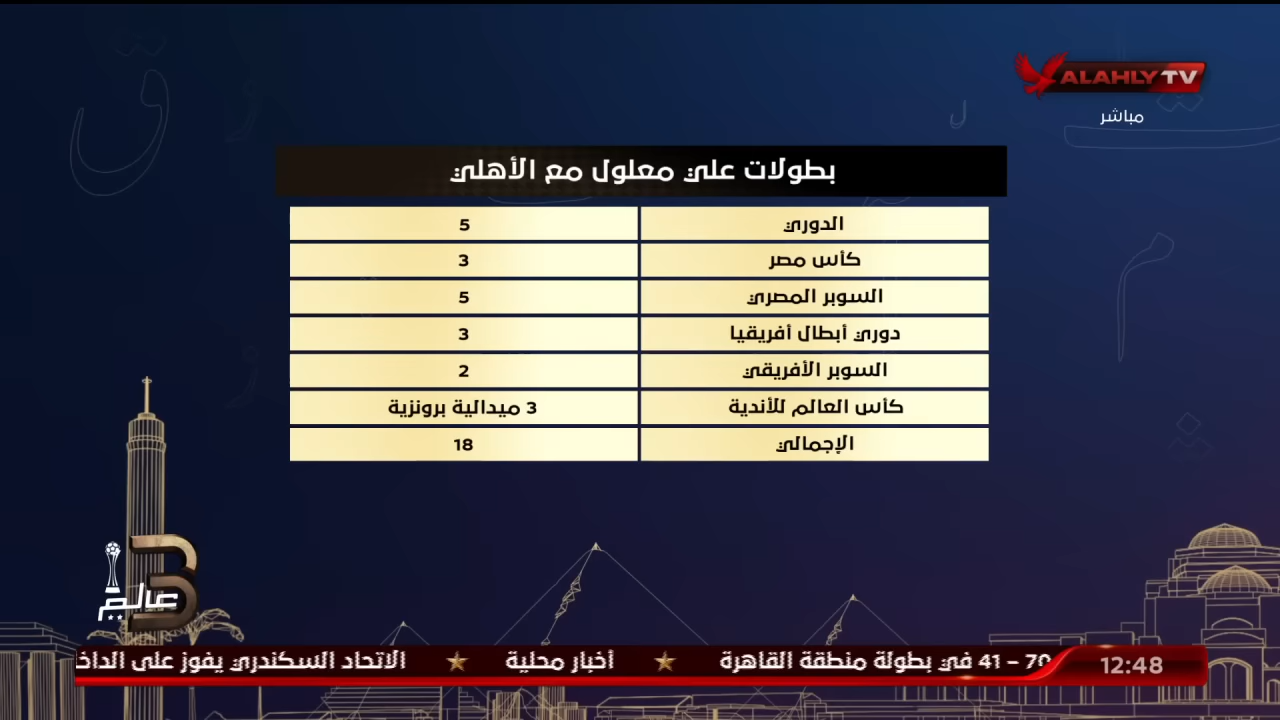 ALAHLY TV
مباشر
بطولات علي معلول مع الأهلي
الدوري 5
كأس مصر 3
السوبر المصري 5
دوري أبطال أفريقيا 3
السوبر الأفريقي 2
كأس العالم للأندية 3 ميدالية برونزية
الإجمالي 18
3 عالم
12:48
70 - 41 في بطولة منطقة القاهرة ★ أخبار محلية ★ الاتحاد السكندري يفوز على